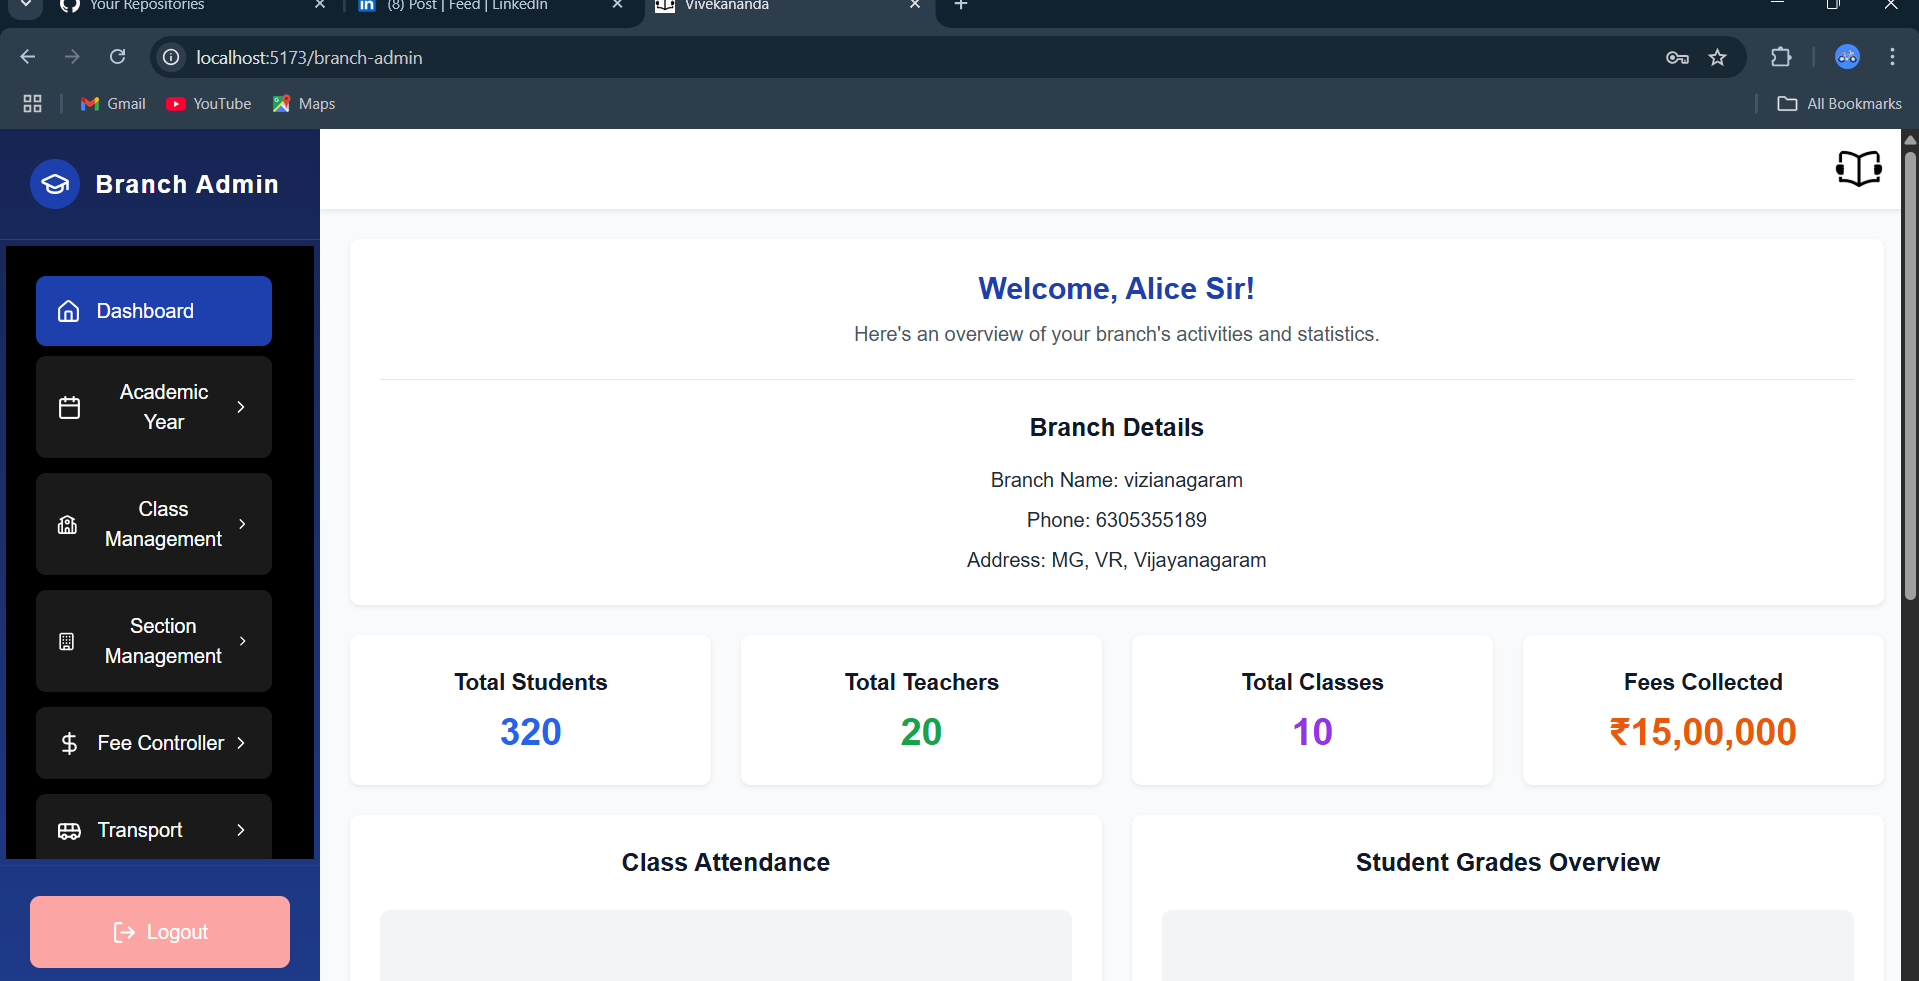 Your Repositories
(8) Post | Feed | LinkedIn
Vivekananda
localhost:5173/branch-admin
Gmail
YouTube
Maps
All Bookmarks
Branch Admin
Dashboard
Academic
Year
Class
Management
Section
Management
Fee Controller
Transport
Logout
Welcome, Alice Sir!
Here's an overview of your branch's activities and statistics.
Branch Details
Branch Name: vizianagaram
Phone: 6305355189
Address: MG, VR, Vijayanagaram
Total Students
320
Total Teachers
20
Total Classes
10
Fees Collected
₹15,00,000
Class Attendance
Student Grades Overview